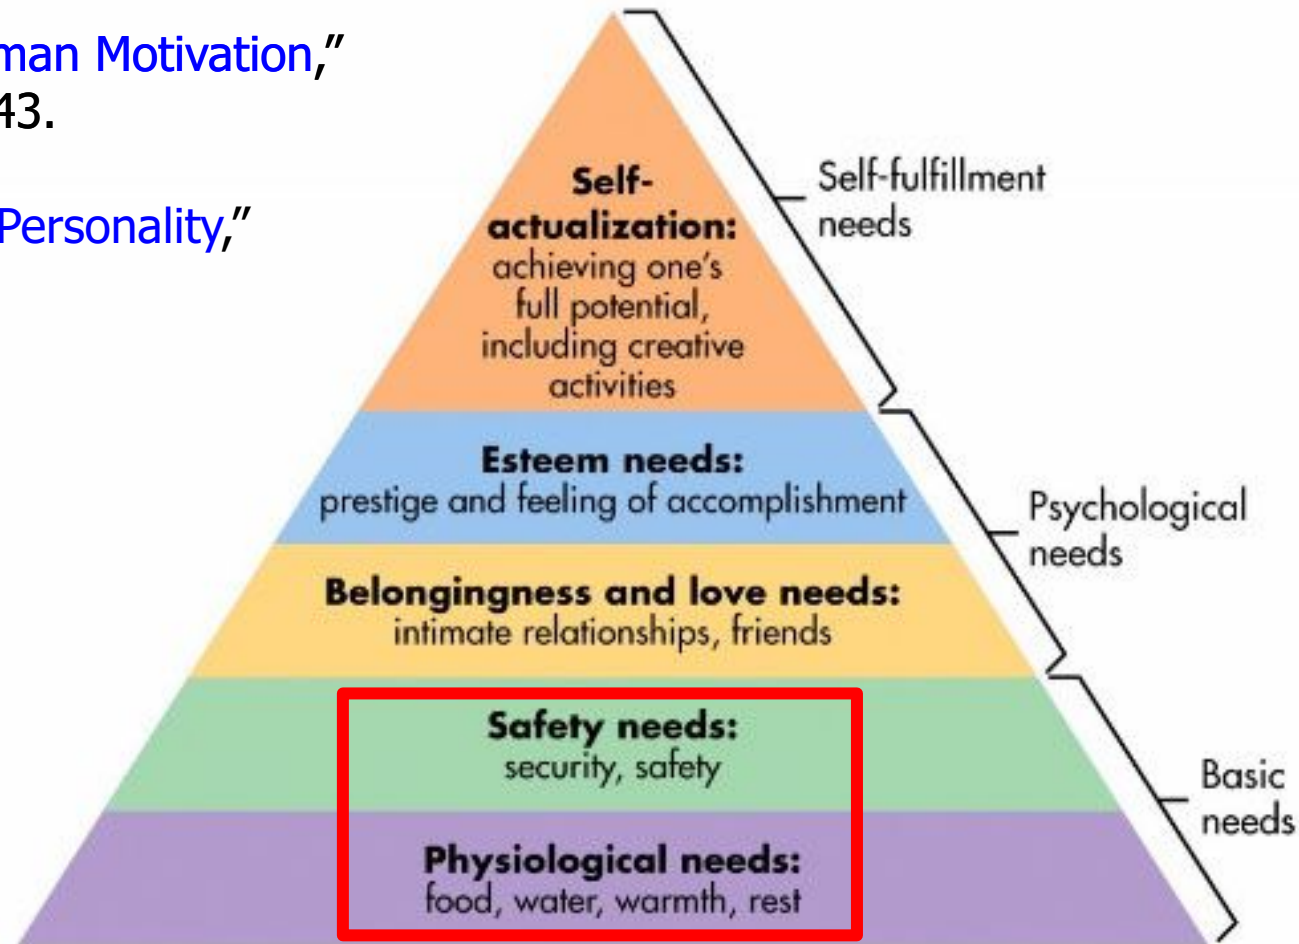 man Motivation,”
43.
Personality,”
Self-
actualization:
achieving one’s
full potential,
including creative
activities
Self-fulfillment
needs
Esteem needs:
prestige and feeling of accomplishment
Psychological
needs
Belongingness and love needs:
intimate relationships, friends
Safety needs:
security, safety
Basic
needs
Physiological needs:
food, water, warmth, rest